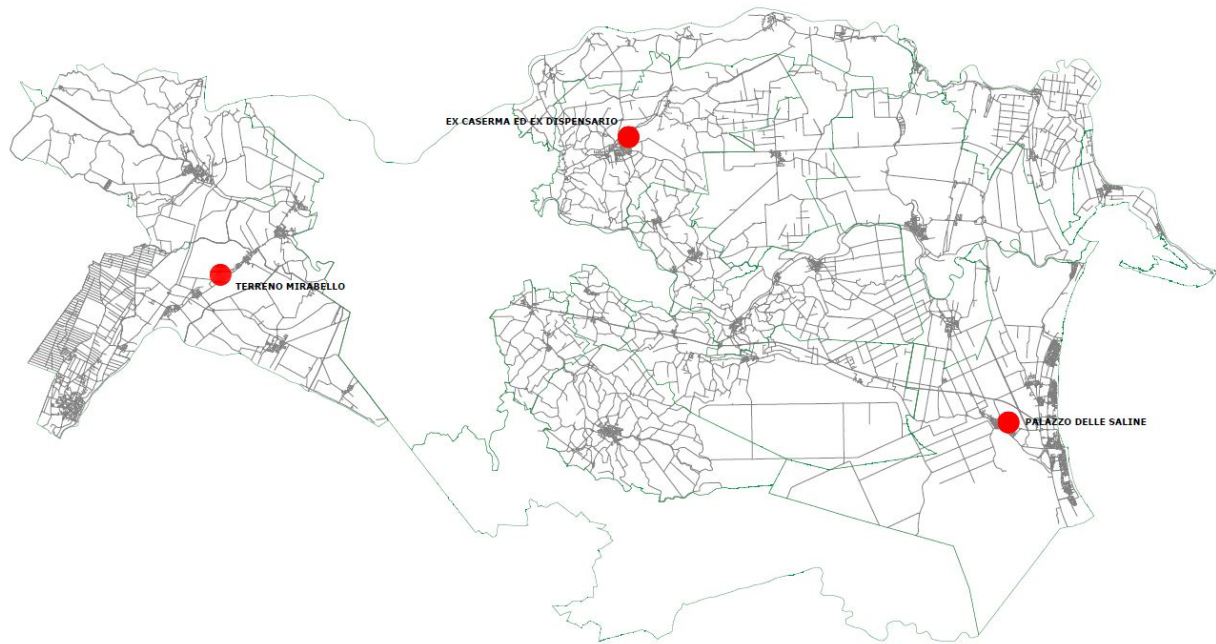 EX CASERMA ED EX DISPENSARIO
TERRENO MIRABELLO
PALAZZO DELLE SALINE